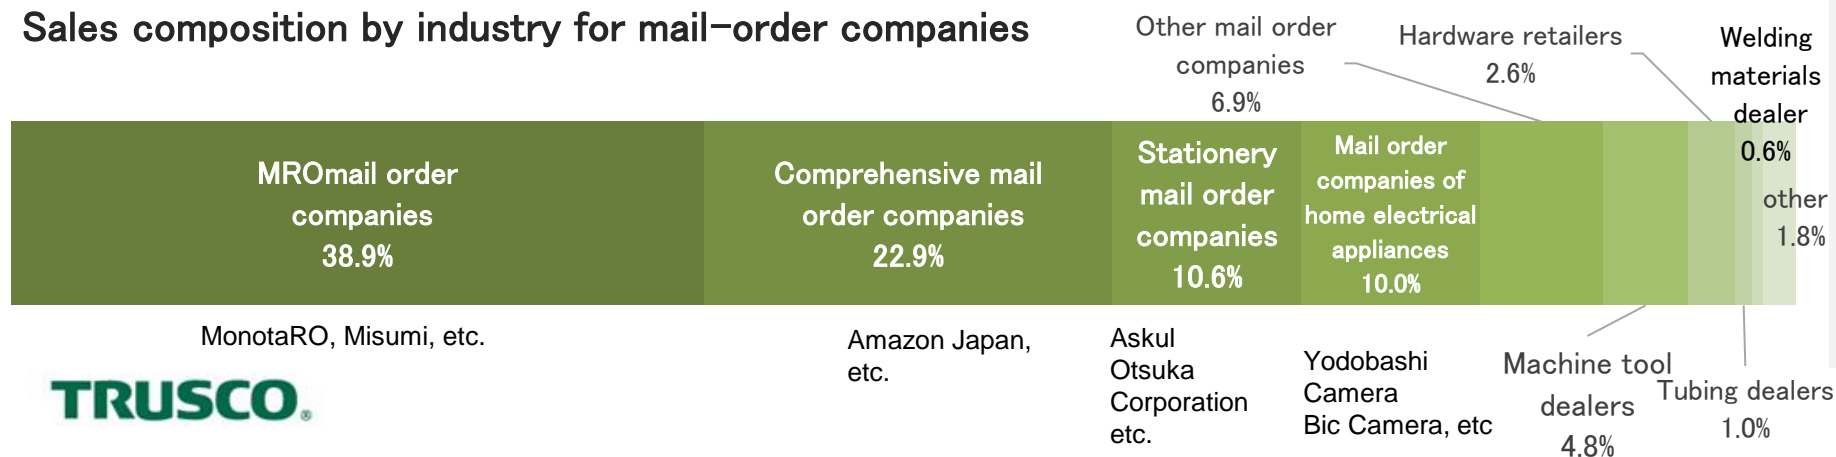 Sales composition by industry for mail-order companies
Other mail order
companies
6.9%
Hardware retailers
2.6%
Welding
materials
dealer
0.6%
MROmail order
companies
38.9%
Comprehensive mail
order companies
22.9%
Stationery
mail order
companies
10.6%
Mail order
companies of
home electrical
appliances
10.0%
other
1.8%
MonotaRO, Misumi, etc.
Amazon Japan,
etc.
Askul
Otsuka
Corporation
etc.
Yodobashi
Camera
Bic Camera, etc
Machine tool
dealers
4.8%
Tubing dealers
1.0%
TRUSCO®